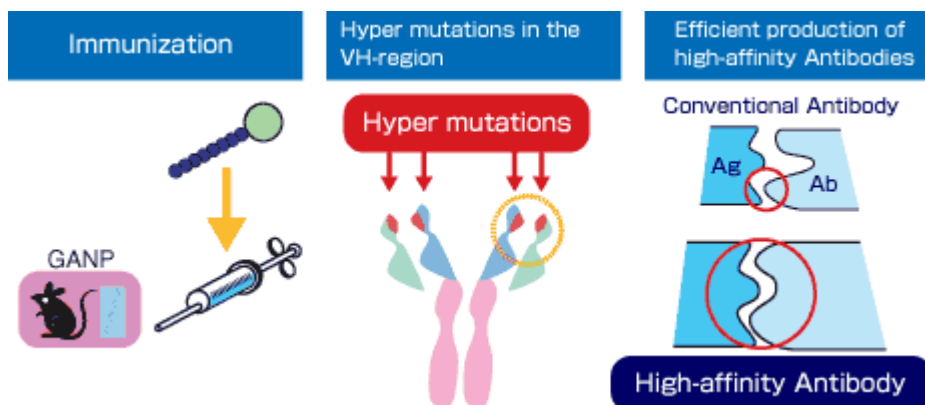 Immunization
GANP
Hyper mutations in the
VH-region
Hyper mutations
Efficient production of
high-affinity Antibodies
Conventional Antibody
Ag
Ab
High-affinity Antibody